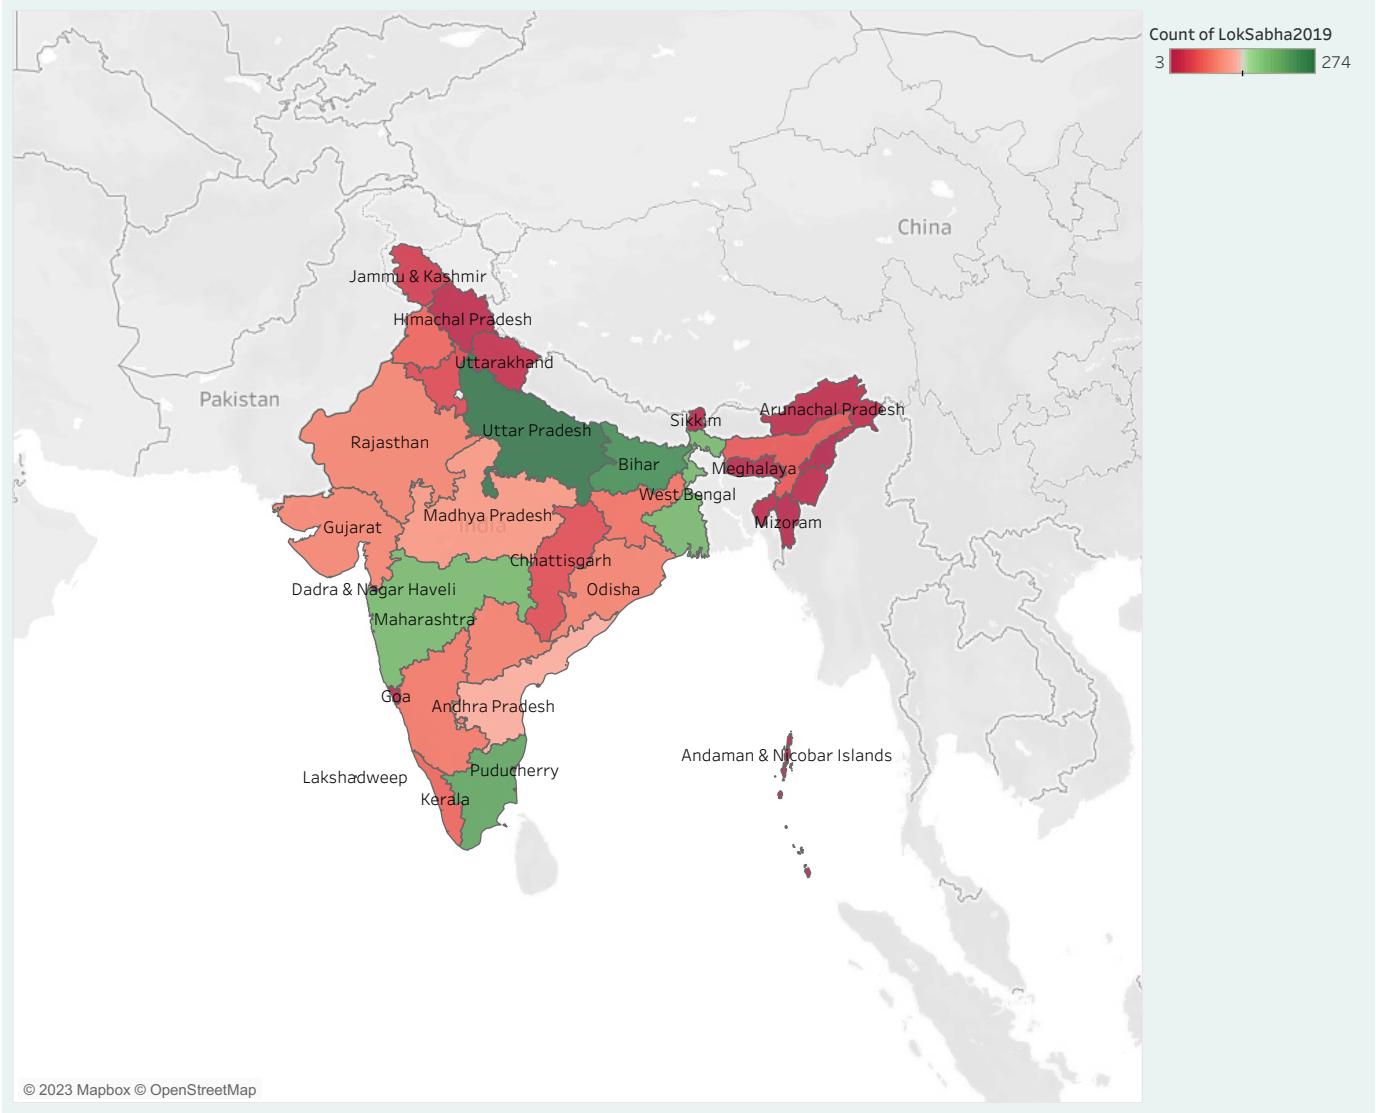 Count of LokSabha2019
3
274
China
Jammu & Kashmir
Himachal Pradesh
Uttarakhand
Pakistan
Sikkim
Arunachal Pradesh
Uttar Pradesh
Rajasthan
Bihar
Meghalaya
West Bengal
Madhya Pradesh
India
Gujarat
Mizoram
Chhattisgarh
Dadra & Nagar Haveli
Odisha
Maharashtra
Goa
Andhra Pradesh
Andaman & Nicobar Islands
Puducherry
Lakshadweep
Kerala
© 2023 Mapbox © OpenStreetMap